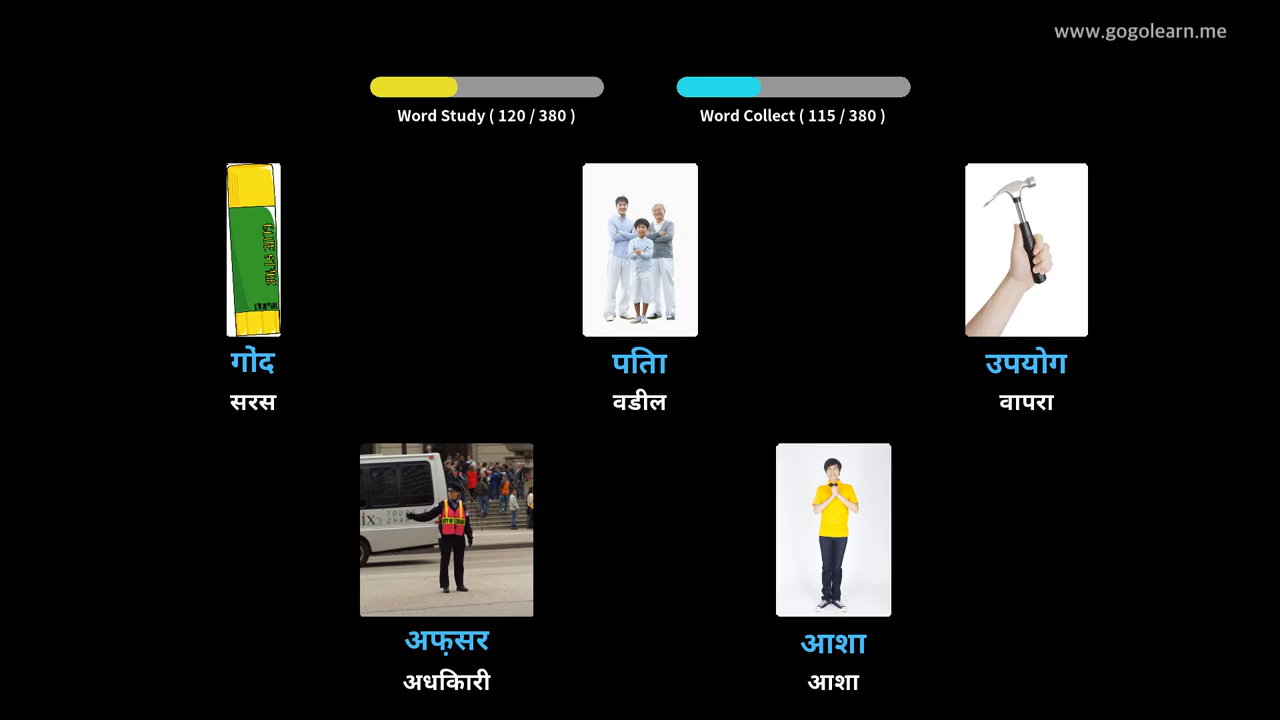 www.gogolearn.me
Word Study ( 120 / 380 )
Word Collect ( 115 / 380 )
गोंद
सरस
पिता
वडील
उपयोग
वापरा
अफ़सर
अधिकारी
आशा
आशा